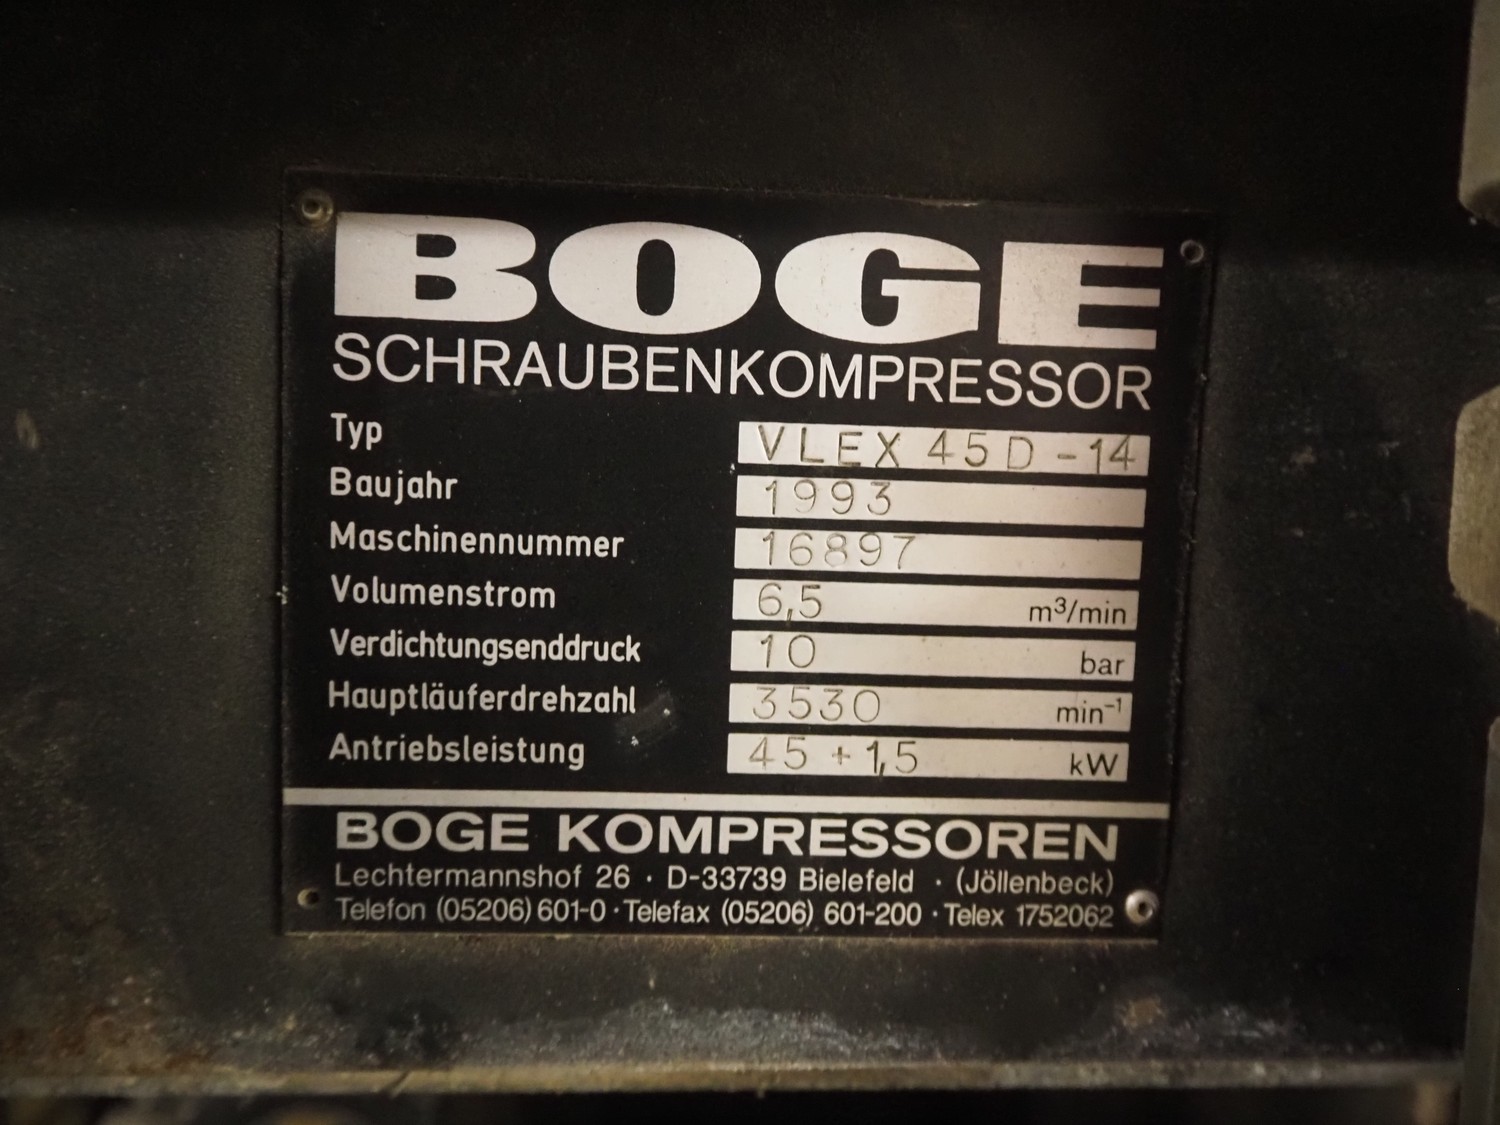 BOGE
SCHRAUBENKOMPRESSOR
Typ VLEX 45 D -14
Baujahr 1993
Maschinennummer 16897
Volumenstrom 6,5 m³/min
Verdichtungsenddruck 10 bar
Hauptläuferdrehzahl 3530 min⁻¹
Antriebsleistung 45 + 1,5 kW
BOGE KOMPRESSOREN
Lechtermannshof 26 · D-33739 Bielefeld · (Jöllenbeck)
Telefon (05206) 601-0 · Telefax (05206) 601-200 · Telex 1752062